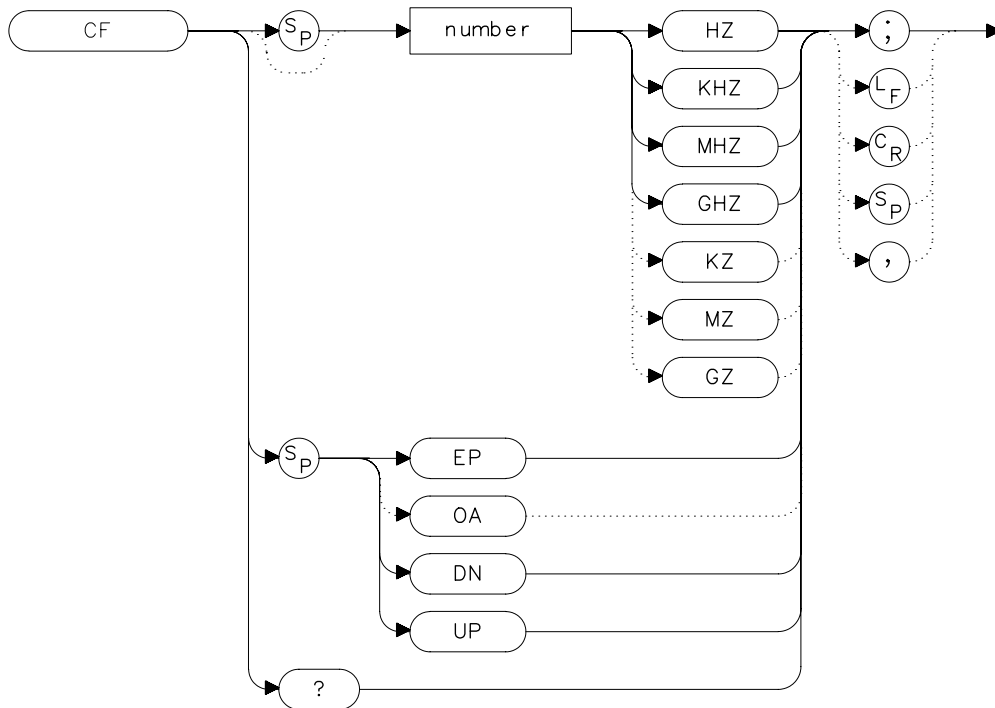 CF SP number HZ ;
KHZ LF
MHZ CR
GHZ SP
KZ ,
MZ
GZ
SP EP
OA
DN
UP
?